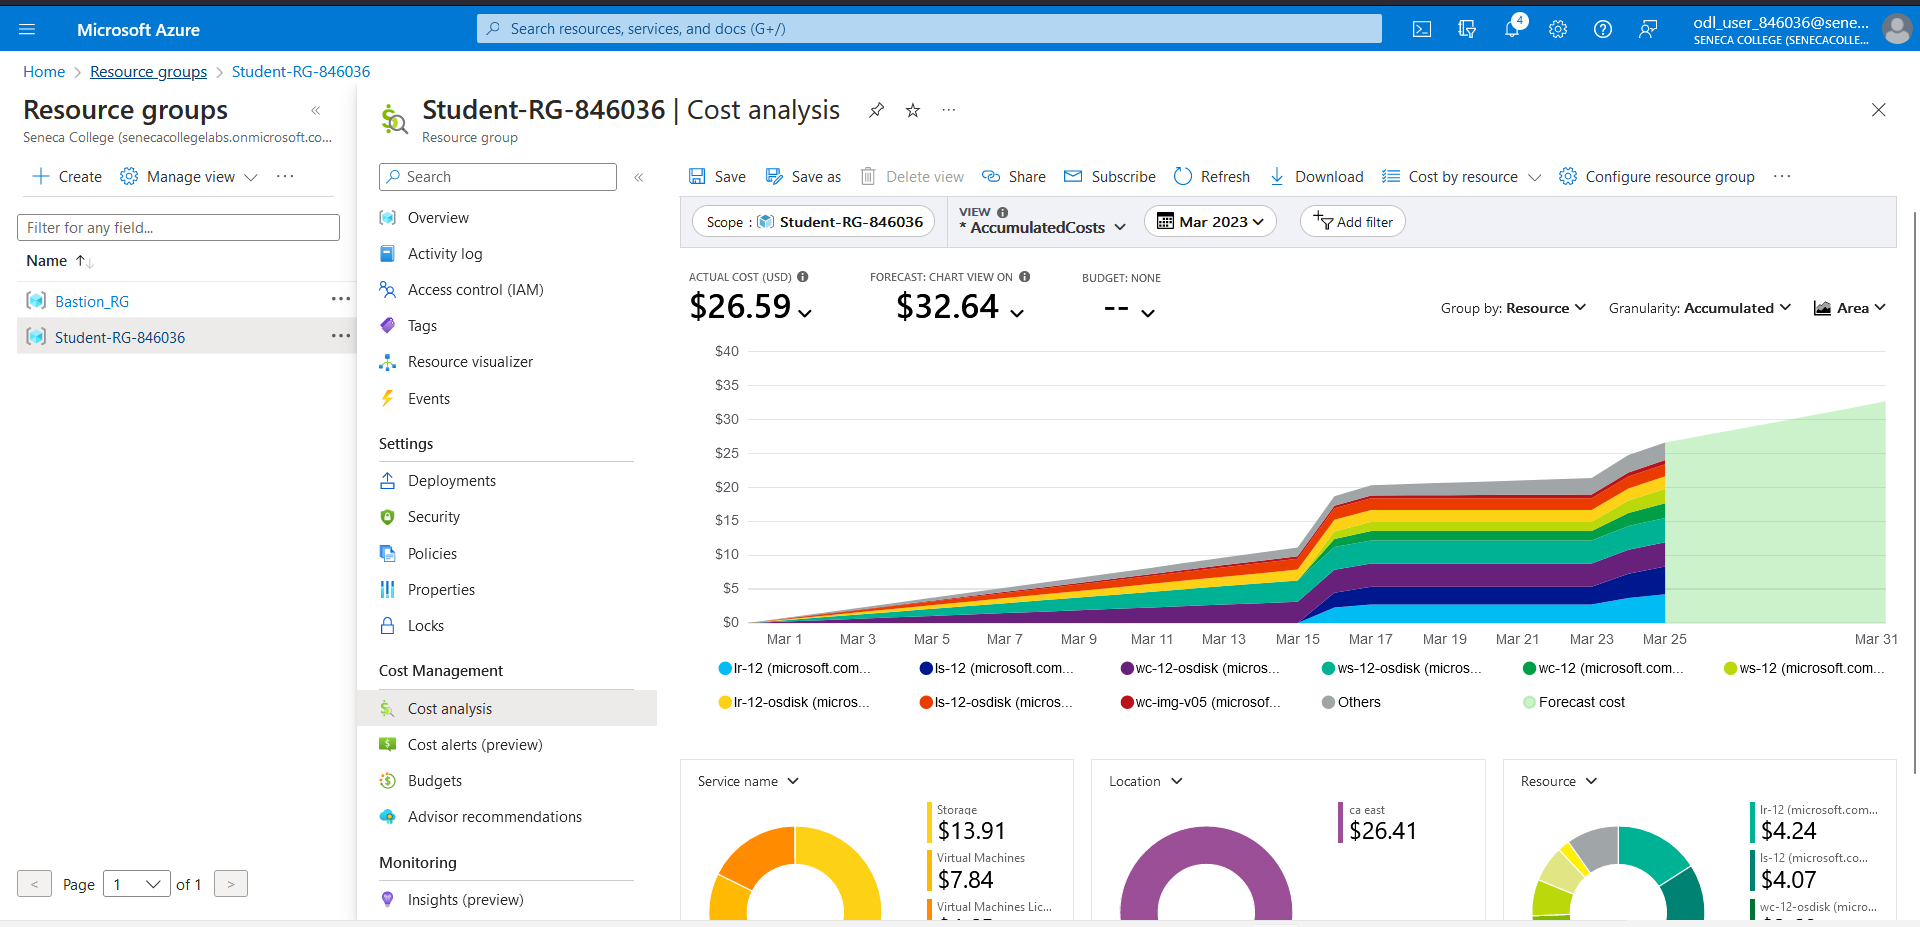 Microsoft Azure
Search resources, services, and docs (G+/)
4
odl_user_846036@sene...
SENECA COLLEGE (SENECACOLLE...
Home > Resource groups > Student-RG-846036
Resource groups
Seneca College (senecacollegelabs.onmicrosoft.co...
Create Manage view ...
Filter for any field...
Name
Bastion_RG ...
Student-RG-846036 ...
< Page 1 of 1 >
Student-RG-846036 | Cost analysis ...
Resource group
Search
Overview
Activity log
Access control (IAM)
Tags
Resource visualizer
Events
Settings
Deployments
Security
Policies
Properties
Locks
Cost Management
Cost analysis
Cost alerts (preview)
Budgets
Advisor recommendations
Monitoring
Insights (preview)
Save Save as Delete view Share Subscribe Refresh Download Cost by resource Configure resource group ...
Scope : Student-RG-846036
VIEW
* AccumulatedCosts
Mar 2023
Add filter
ACTUAL COST (USD)
$26.59
FORECAST: CHART VIEW ON
$32.64
BUDGET: NONE
--
Group by: Resource Granularity: Accumulated Area
$40
$35
$30
$25
$20
$15
$10
$5
$0
Mar 1 Mar 3 Mar 5 Mar 7 Mar 9 Mar 11 Mar 13 Mar 15 Mar 17 Mar 19 Mar 21 Mar 23 Mar 25 Mar 31
lr-12 (microsoft.com... ls-12 (microsoft.com... wc-12-osdisk (micros... ws-12-osdisk (micros... wc-12 (microsoft.com... ws-12 (microsoft.com...
lr-12-osdisk (micros... ls-12-osdisk (micros... wc-img-v05 (microsof... Others Forecast cost
Service name
Storage
$13.91
Virtual Machines
$7.84
Virtual Machines Lic...
Location
ca east
$26.41
Resource
lr-12 (microsoft.com...
$4.24
ls-12 (microsoft.co...
$4.07
wc-12-osdisk (micro...